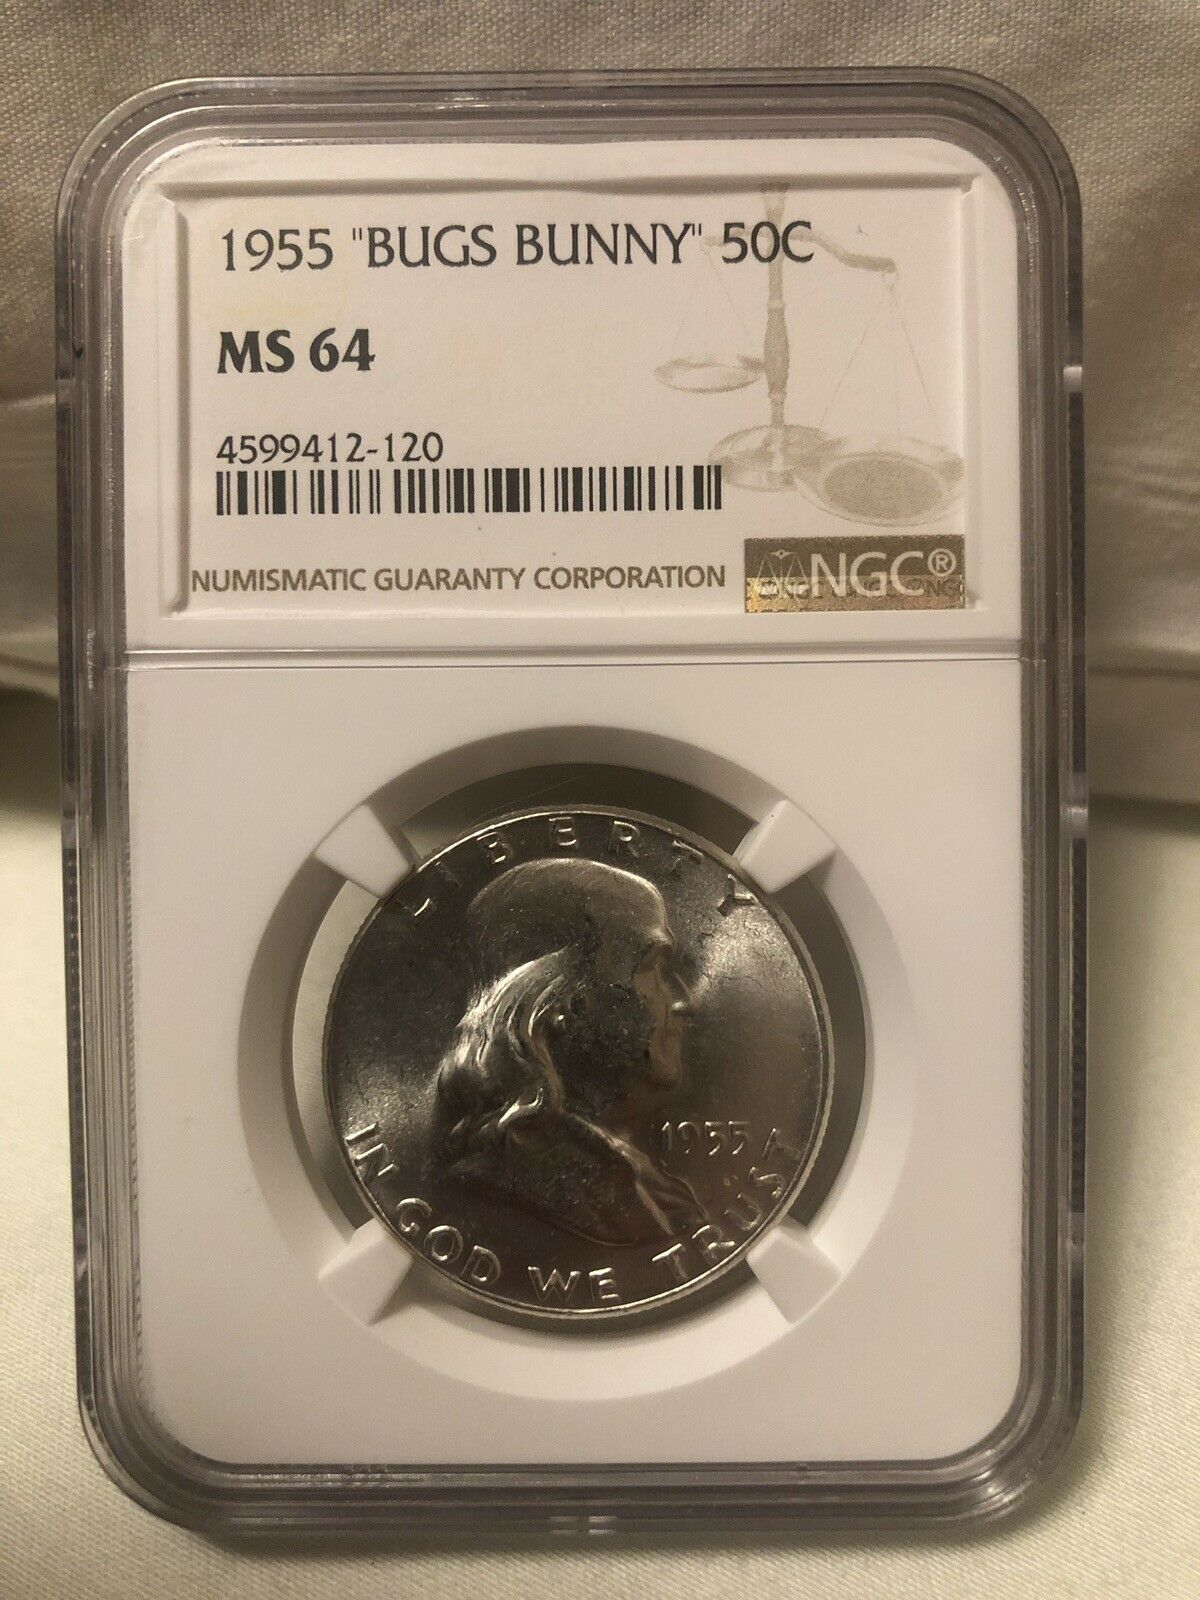 1955 "BUGS BUNNY" 50C
MS 64
4599412-120
NUMISMATIC GUARANTY CORPORATION
NGC®
LIBERTY
1955
IN GOD WE TRUST